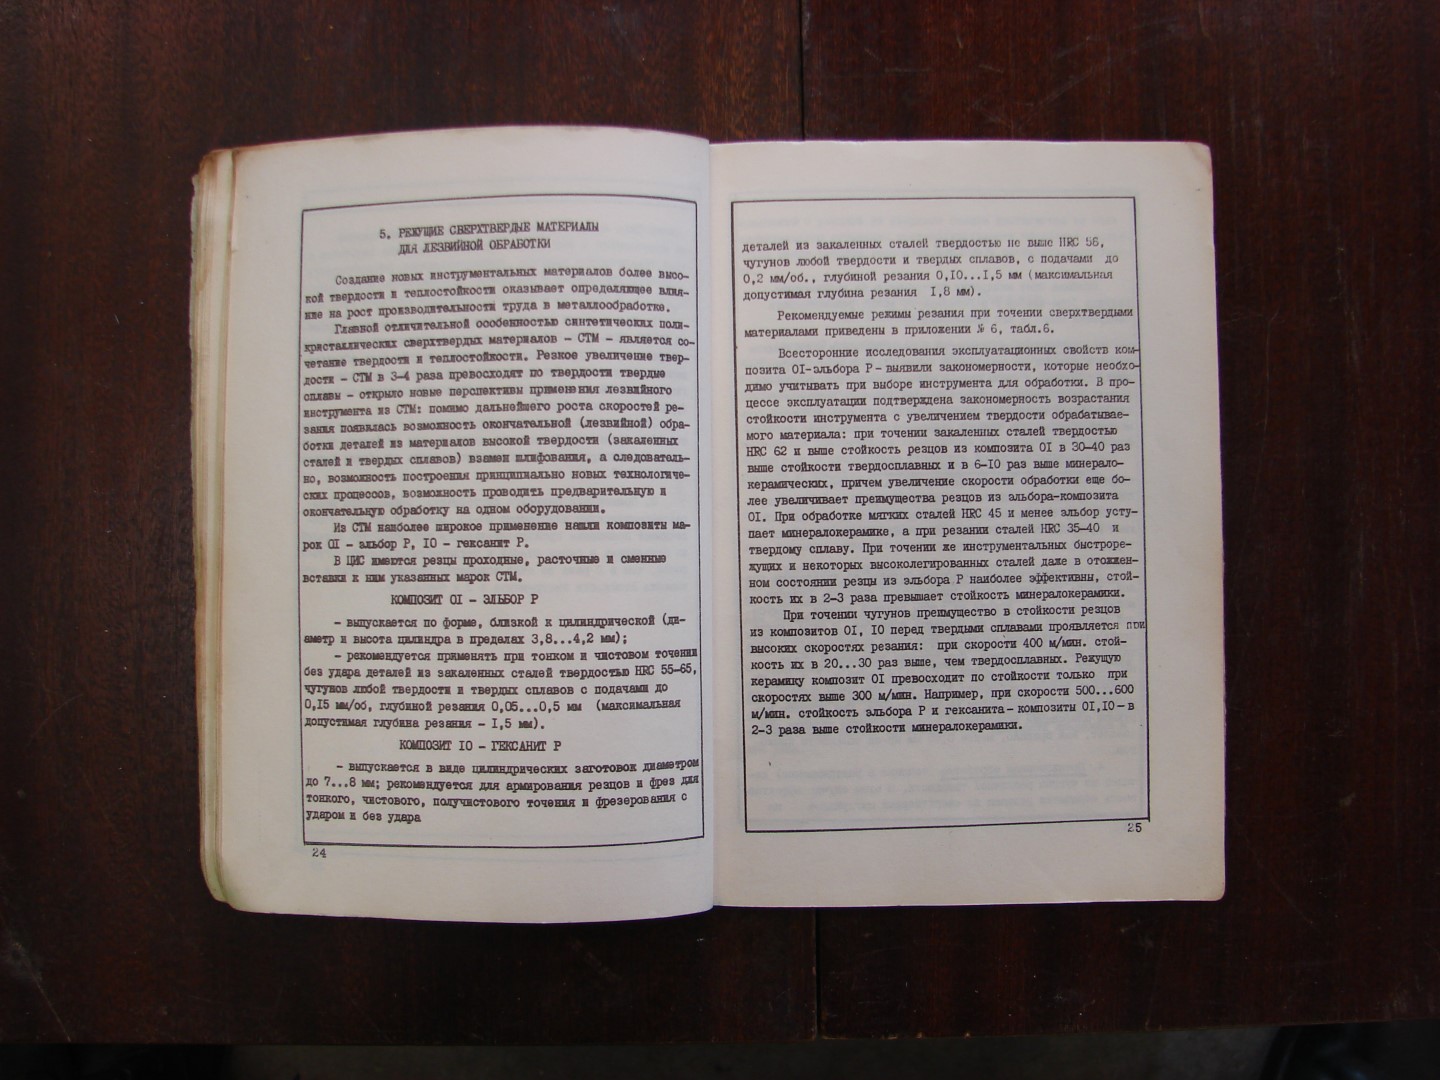 5. РЕЖУЩИЕ СВЕРХТВЕРДЫЕ МАТЕРИАЛЫ
ДЛЯ ЛЕЗВИЙНОЙ ОБРАБОТКИ
Создание новых инструментальных материалов более высо-
кой твердости и теплостойкости оказывает определяющее влия-
ние на рост производительности труда в металлообработке.
Главной отличительной особенностью синтетических поли-
кристаллических сверхтвердых материалов - СТМ - является со-
четание твердости и теплостойкости. Резкое увеличение твер-
дости - СТМ в 3-4 раза превосходят по твердости твердые
сплавы - открыло новые перспективы применения лезвийного
инструмента из СТМ: помимо дальнейшего роста скоростей ре-
зания появилась возможность окончательной (лезвийной) обра-
ботки деталей из материалов высокой твердости (закаленных
сталей и твердых сплавов) взамен шлифования, а следователь-
но, возможность построения принципиально новых технологиче-
ских процессов, возможность проводить предварительную и
окончательную обработку на одном оборудовании.
Из СТМ наиболее широкое применение нашли композиты ма-
рок 0I - эльбор Р, I0 - гексанит Р.
В ЦИС имеются резцы проходные, расточные и сменные
вставки к ним указанных марок СТМ.
КОМПОЗИТ 0I - ЭЛЬБОР Р
- выпускается по форме, близкой к цилиндрической (ди-
аметр и высота цилиндра в пределах 3,8...4,2 мм);
- рекомендуется применять при тонком и чистовом точении
без удара деталей из закаленных сталей твердостью HRC 55-65,
чугунов любой твердости и твердых сплавов с подачами до
0,I5 мм/об, глубиной резания 0,05...0,5 мм (максимальная
допустимая глубина резания - I,5 мм).
КОМПОЗИТ I0 - ГЕКСАНИТ Р
- выпускается в виде цилиндрических заготовок диаметром
до 7...8 мм; рекомендуется для армирования резцов и фрез для
тонкого, чистового, получистового точения и фрезерования с
ударом и без удара
24
деталей из закаленных сталей твердостью не выше HRC 58,
чугунов любой твердости и твердых сплавов, с подачами до
0,2 мм/об., глубиной резания 0,I0...I,5 мм (максимальная
допустимая глубина резания I,8 мм).
Рекомендуемые режимы резания при точении сверхтвердыми
материалами приведены в приложении № 6, табл.6.
Всесторонние исследования эксплуатационных свойств ком-
позита 0I-эльбора Р - выявили закономерности, которые необхо-
димо учитывать при выборе инструмента для обработки. В про-
цессе эксплуатации подтверждена закономерность возрастания
стойкости инструмента с увеличением твердости обрабатывае-
мого материала: при точении закаленных сталей твердостью
HRC 62 и выше стойкость резцов из композита 0I в 30-40 раз
выше стойкости твердосплавных и в 6-I0 раз выше минерало-
керамических, причем увеличение скорости обработки еще бо-
лее увеличивает преимущества резцов из эльбора-композита
0I. При обработке мягких сталей HRC 45 и менее эльбор усту-
пает минералокерамике, а при резании сталей HRC 35-40 и
твердому сплаву. При точении же инструментальных быстроре-
жущих и некоторых высоколегированных сталей даже в отожжен-
ном состоянии резцы из эльбора Р наиболее эффективны, стой-
кость их в 2-3 раза превышает стойкость минералокерамики.
При точении чугунов преимущество в стойкости резцов
из композитов 0I, I0 перед твердыми сплавами проявляется при
высоких скоростях резания: при скорости 400 м/мин. стой-
кость их в 20...30 раз выше, чем твердосплавных. Режущую
керамику композит 0I превосходит по стойкости только при
скоростях выше 300 м/мин. Например, при скорости 500...600
м/мин. стойкость эльбора Р и гексанита - композиты 0I,I0 - в
2-3 раза выше стойкости минералокерамики.
25